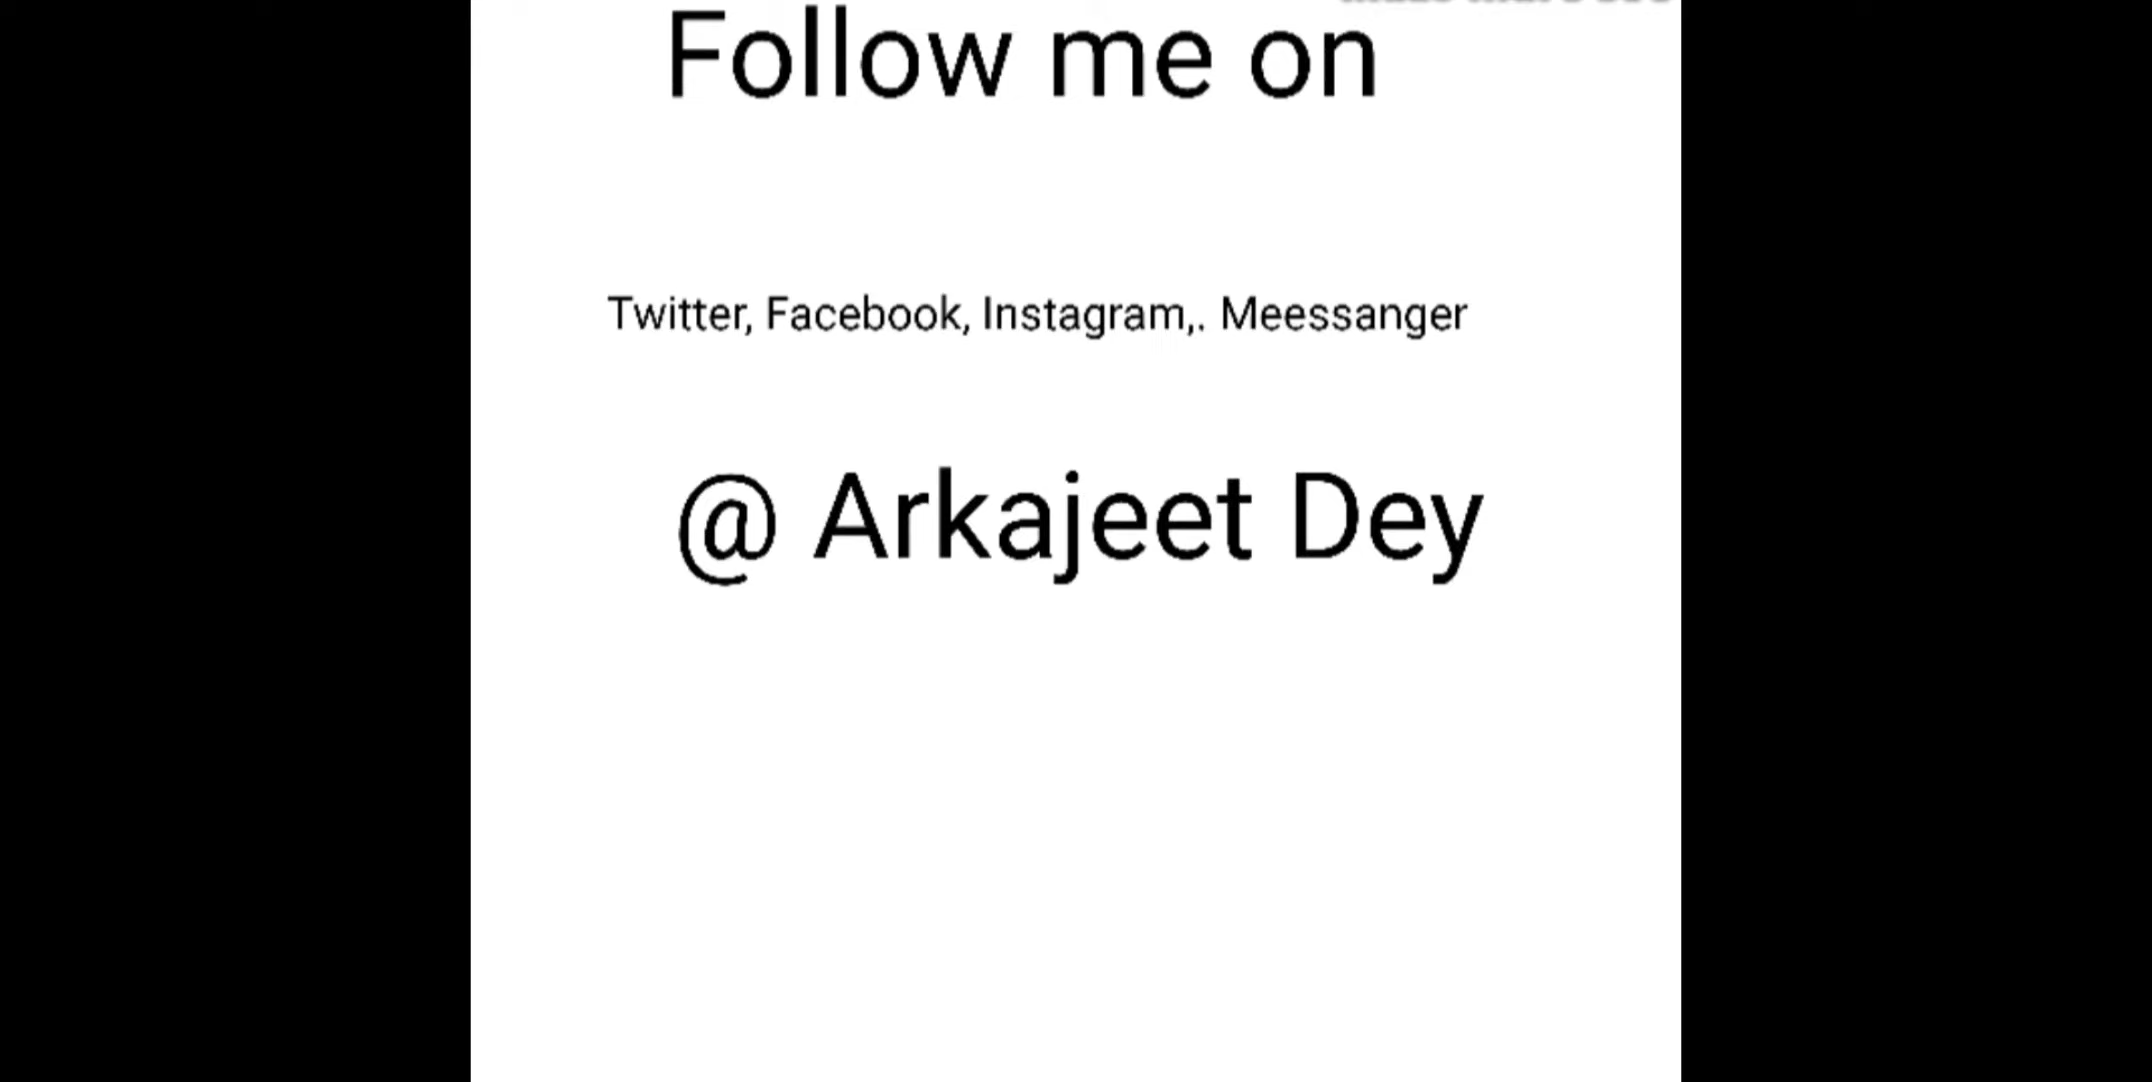 Follow me on
Twitter, Facebook, Instagram,. Meessanger
@ Arkajeet Dey